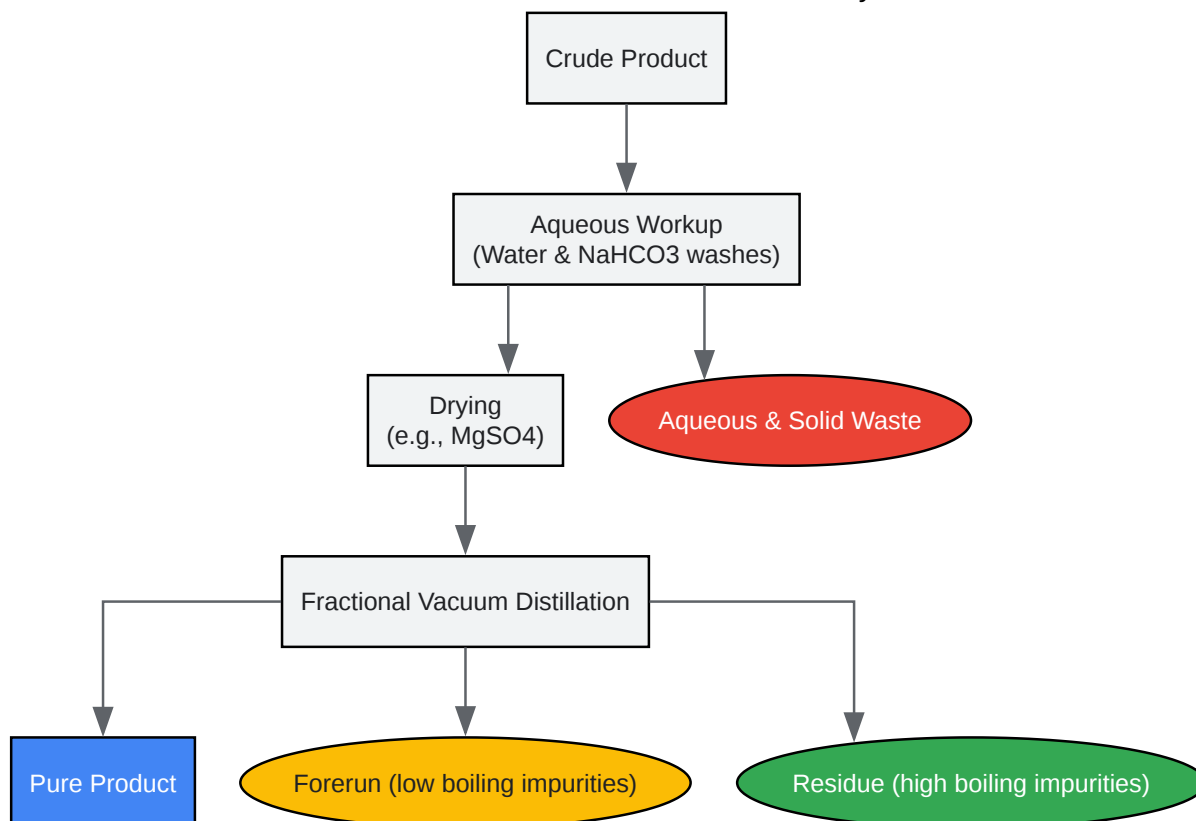 Crude Product
Aqueous Workup
(Water & NaHCO3 washes)
Drying
(e.g., MgSO4)
Aqueous & Solid Waste
Fractional Vacuum Distillation
Pure Product
Forerun (low boiling impurities)
Residue (high boiling impurities)